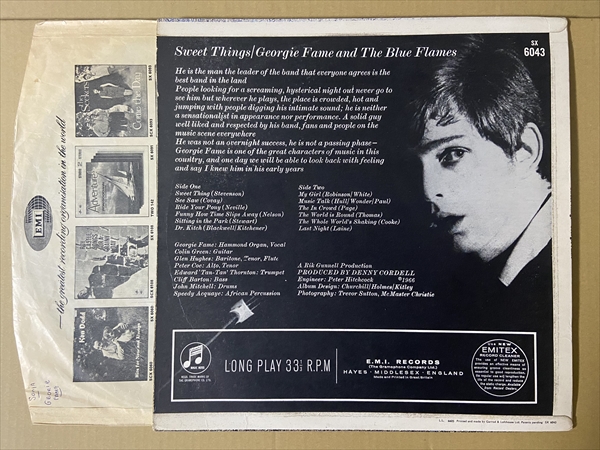 Sweet Things/Georgie Fame and The Blue Flames
SX
6043
He is the man the leader of the band that everyone agrees is the
best band in the land
People looking for a screaming, hysterical night out never go to
see him but wherever he plays, the place is crowded, hot and
jumping with people digging his intimate sound; he is neither
a sensationalist in appearance nor performance. A solid guy
well liked and respected by his band, fans and people on the
music scene everywhere
He was not an overnight success, he is not a passing phase–
Georgie Fame is one of the great characters of music in this
country, and one day we will be able to look back with feeling
and say I knew him in his early years
Side One
Sweet Thing (Stevenson)
See Saw (Covay)
Ride Your Pony (Neville)
Funny How Time Slips Away (Nelson)
Sitting in the Park (Stewart)
Dr. Kitch (Blackwell/Kitchener)
Side Two
My Girl (Robinson/White)
Music Talk (Hull/Wonder/Paul)
The In Crowd (Page)
The World is Round (Thomas)
The Whole World's Shaking (Cooke)
Last Night (Laine)
Georgie Fame: Hammond Organ, Vocal
Colin Green: Guitar
Glen Hughes: Baritone, Tenor, Flute
Peter Coe: Alto, Tenor
Edward 'Tan-Tan' Thornton: Trumpet
Cliff Barton: Bass
John Mitchell: Drums
Speedy Acquaye: African Percussion
A Rik Gunnell Production
PRODUCED BY DENNY CORDELL
Engineer: Peter Hitchcock
℗1966
Album Design: Churchill/Holmes/Kitley
Photography: Trevor Sutton, McMaster Christie
LONG PLAY 33⅓ R.P.M
E.M.I. RECORDS
(The Gramophone Company Ltd.)
HAYES · MIDDLESEX · ENGLAND
Made and Printed in Great Britain
THE NEW
EMITEX
RECORD CLEANER
EMI
—the greatest recording organisation in the world
Ken Dodd